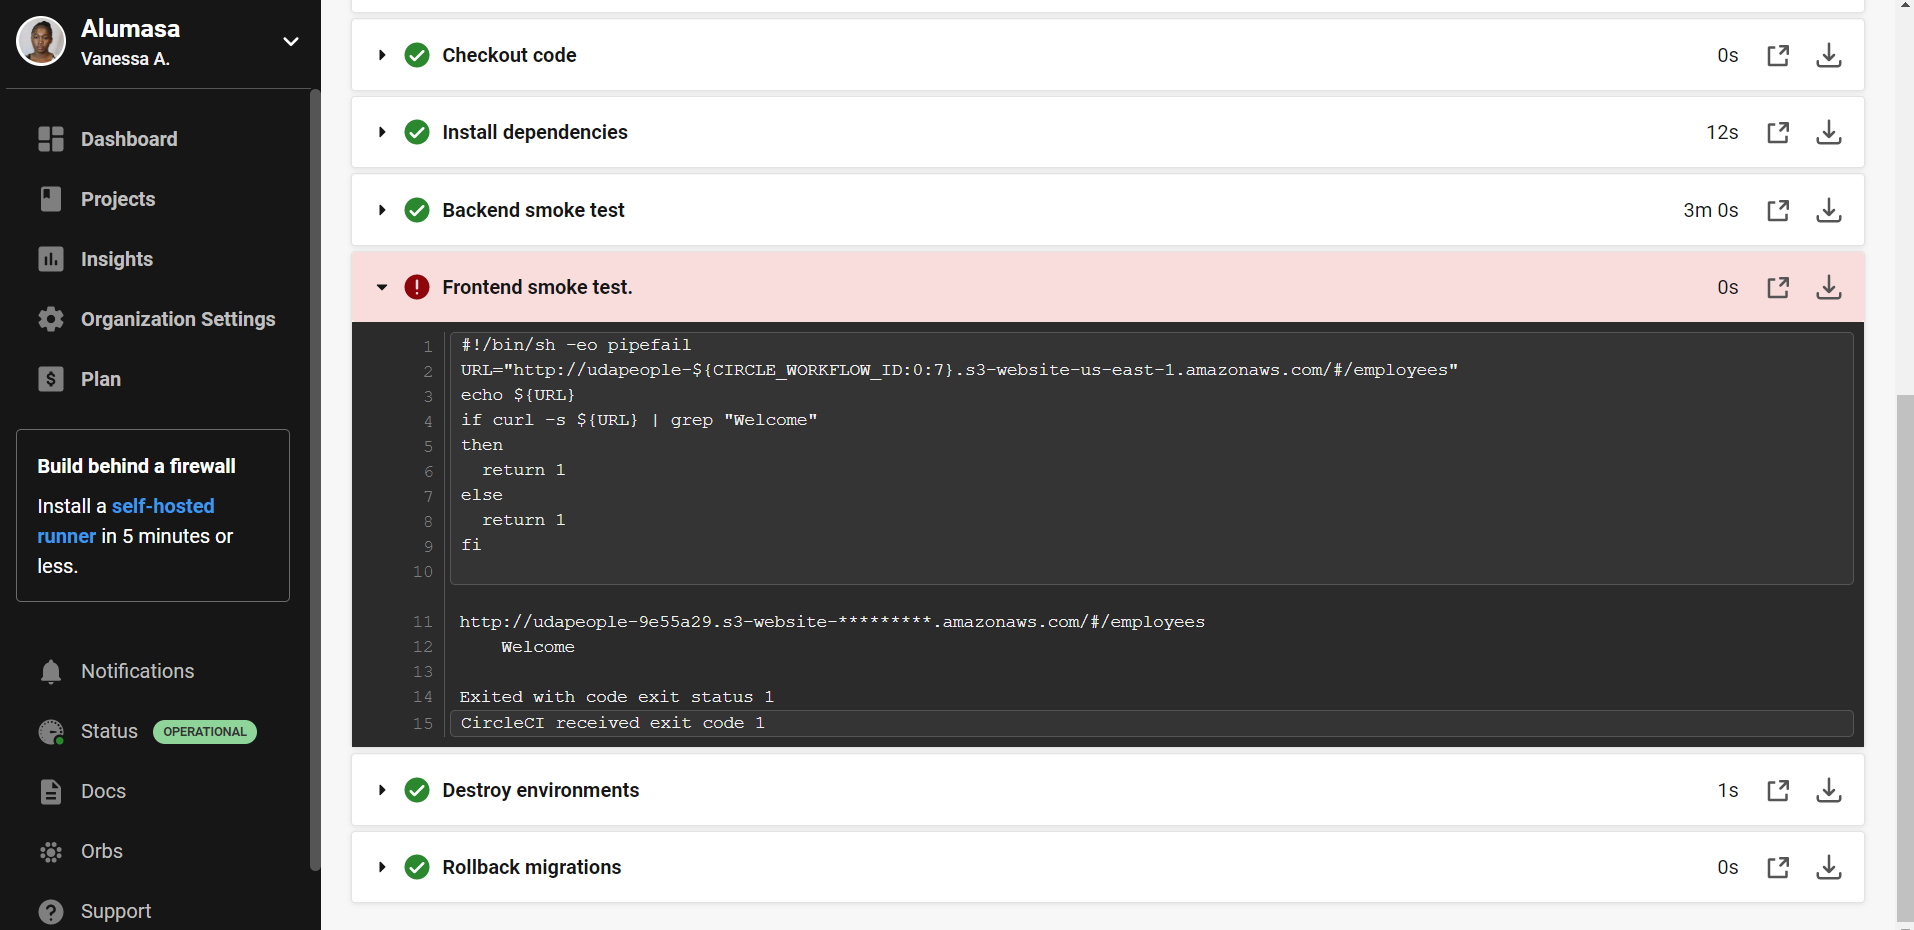 Alumasa
Vanessa A.
Dashboard
Projects
Insights
Organization Settings
Plan
Build behind a firewall
Install a self-hosted
runner in 5 minutes or
less.
Notifications
Status OPERATIONAL
Docs
Orbs
Support
Checkout code 0s
Install dependencies 12s
Backend smoke test 3m 0s
Frontend smoke test. 0s
1 #!/bin/sh -eo pipefail
2 URL="http://udapeople-${CIRCLE_WORKFLOW_ID:0:7}.s3-website-us-east-1.amazonaws.com/#/employees"
3 echo ${URL}
4 if curl -s ${URL} | grep "Welcome"
5 then
6   return 1
7 else
8   return 1
9 fi
10
11 http://udapeople-9e55a29.s3-website-*********.amazonaws.com/#/employees
12     Welcome
13
14 Exited with code exit status 1
15 CircleCI received exit code 1
Destroy environments 1s
Rollback migrations 0s